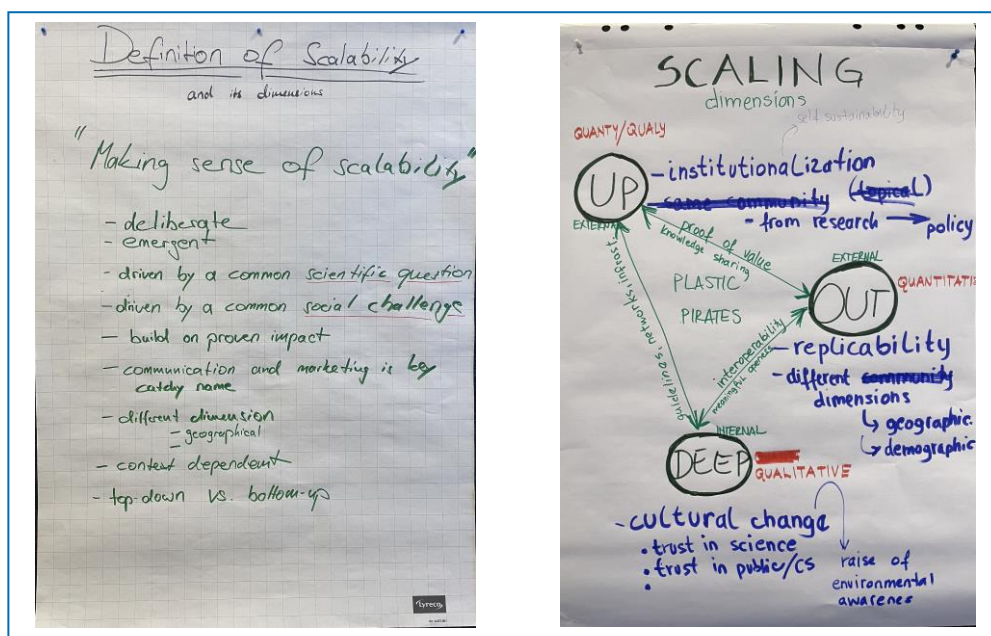 Definition of Scalability
and its dimensions
"Making sense of scalability"
- deliberate
- emergent
- driven by a common scientific question
- driven by a common social challenge
- build on proven impact
- communication and marketing is key
catchy name
- different dimension
- geographical
-
- context dependent
- top-down vs. bottom-up
Lyreco
SCALING
dimensions
self sustainability
QUANTY/QUALY
UP
- institutionalization
same community (topical)
- from research → policy
EXTERNAL
proof of value
knowledge sharing
EXTERNAL
OUT
QUANTITATIVE
PLASTIC
PIRATES
guidelines, networks, infrastr.
interoperability
meaningful openness
- replicability
- different community
dimensions
↳ geographic.
↳ demographic
INTERNAL
DEEP
QUALITATIVE
- cultural change
• trust in science
• trust in public/CS
•
raise of
environmental
awarenes